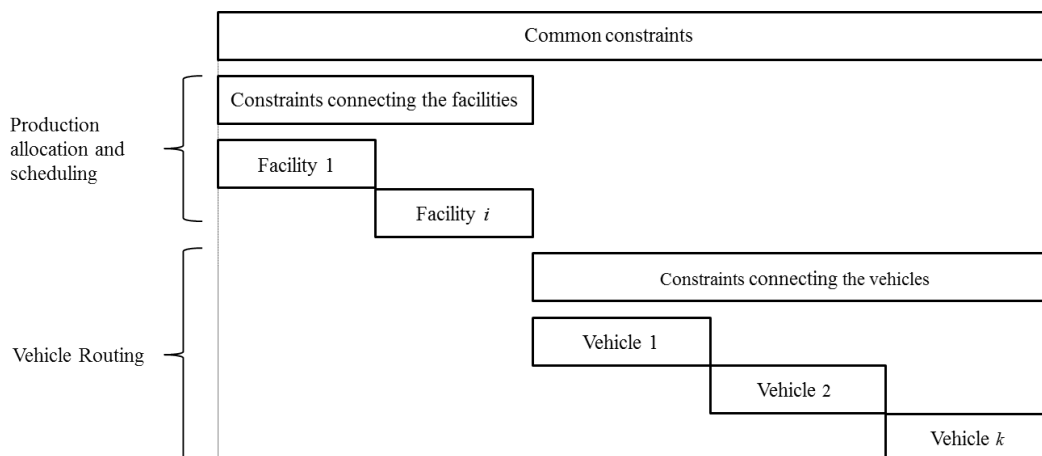 Common constraints
Constraints connecting the facilities
Production
allocation and
scheduling
Facility 1
Facility i
Constraints connecting the vehicles
Vehicle 1
Vehicle Routing
Vehicle 2
Vehicle k